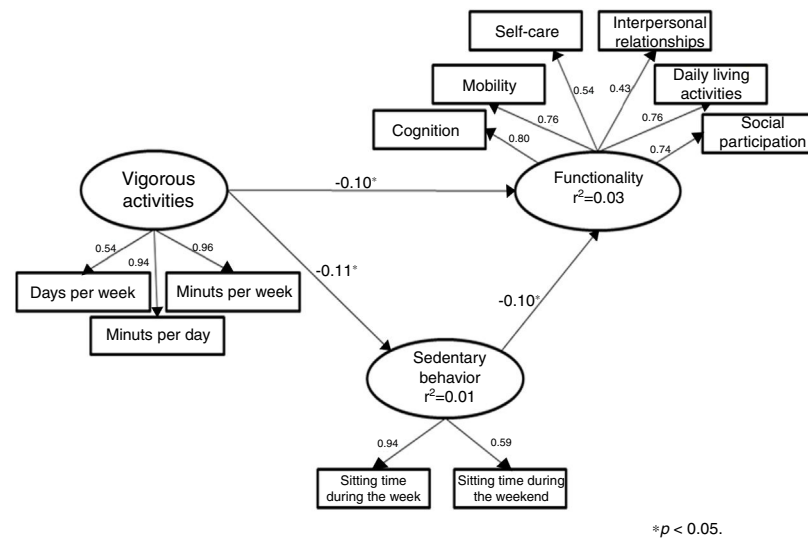 Self-care
Interpersonal
relationships
Mobility
Daily living
activities
Cognition
Social
participation
0.54
0.43
0.76
0.76
0.80
0.74
Vigorous
activities
Functionality
r²=0.03
-0.10*
0.54
0.94
0.96
-0.11*
Days per week
Minuts per week
Minuts per day
-0.10*
Sedentary
behavior
r²=0.01
0.94
0.59
Sitting time
during the week
Sitting time during
the weekend
*p < 0.05.